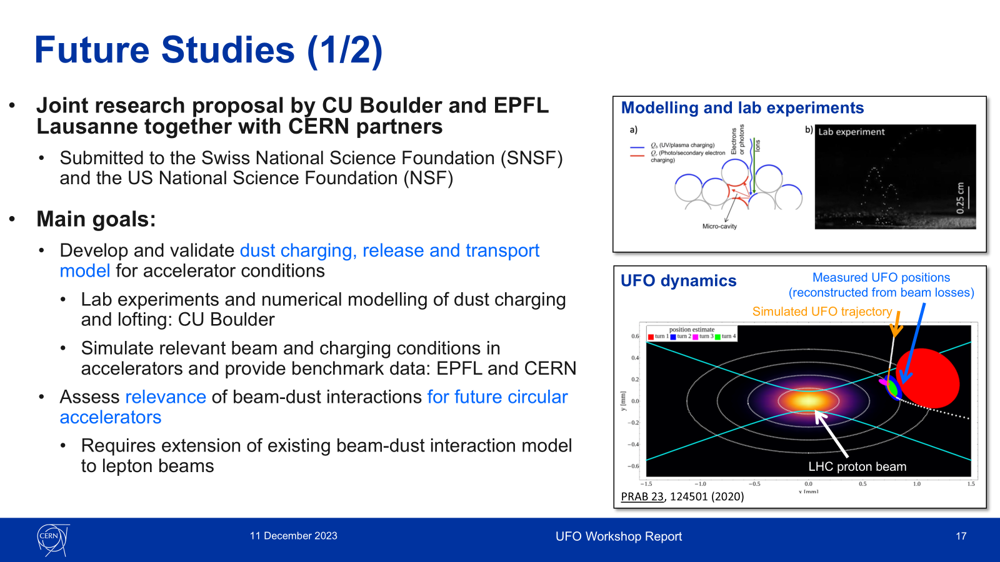 Future Studies (1/2)
• Joint research proposal by CU Boulder and EPFL
Lausanne together with CERN partners
• Submitted to the Swiss National Science Foundation (SNSF)
and the US National Science Foundation (NSF)
• Main goals:
• Develop and validate dust charging, release and transport
model for accelerator conditions
• Lab experiments and numerical modelling of dust charging
and lofting: CU Boulder
• Simulate relevant beam and charging conditions in
accelerators and provide benchmark data: EPFL and CERN
• Assess relevance of beam-dust interactions for future circular
accelerators
• Requires extension of existing beam-dust interaction model
to lepton beams
Modelling and lab experiments
a)
Qb (UV/plasma charging)
Qc (Photo/secondary electron
charging)
Electrons
or photons
Ions
Micro-cavity
b)
Lab experiment
0.25 cm
UFO dynamics
Measured UFO positions
(reconstructed from beam losses)
Simulated UFO trajectory
position estimate
turn 1 turn 2 turn 3 turn 4
0.6
0.4
0.2
0.0
−0.2
−0.4
−0.6
y [mm]
LHC proton beam
−1.5 −1.0 −0.5 0.0 0.5 1.0 1.5
x [mm]
PRAB 23, 124501 (2020)
CERN
11 December 2023
UFO Workshop Report
17